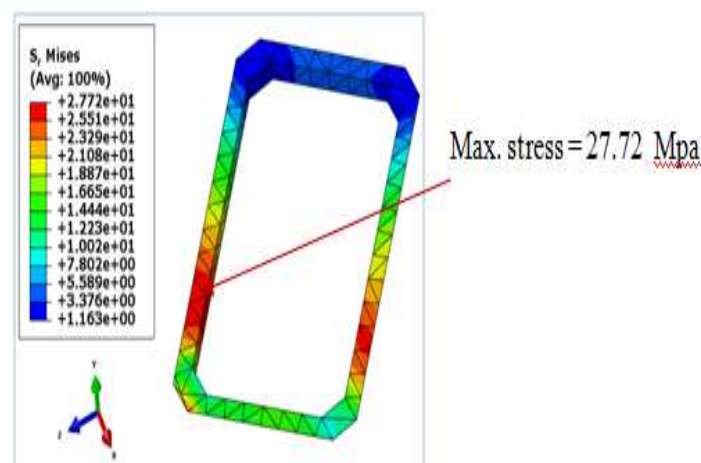 S, Mises
(Avg: 100%)
+2.772e+01
+2.551e+01
+2.329e+01
+2.108e+01
+1.887e+01
+1.665e+01
+1.444e+01
+1.223e+01
+1.002e+01
+7.802e+00
+5.589e+00
+3.376e+00
+1.163e+00
Max. stress = 27.72 Mpa
Y
Z
X